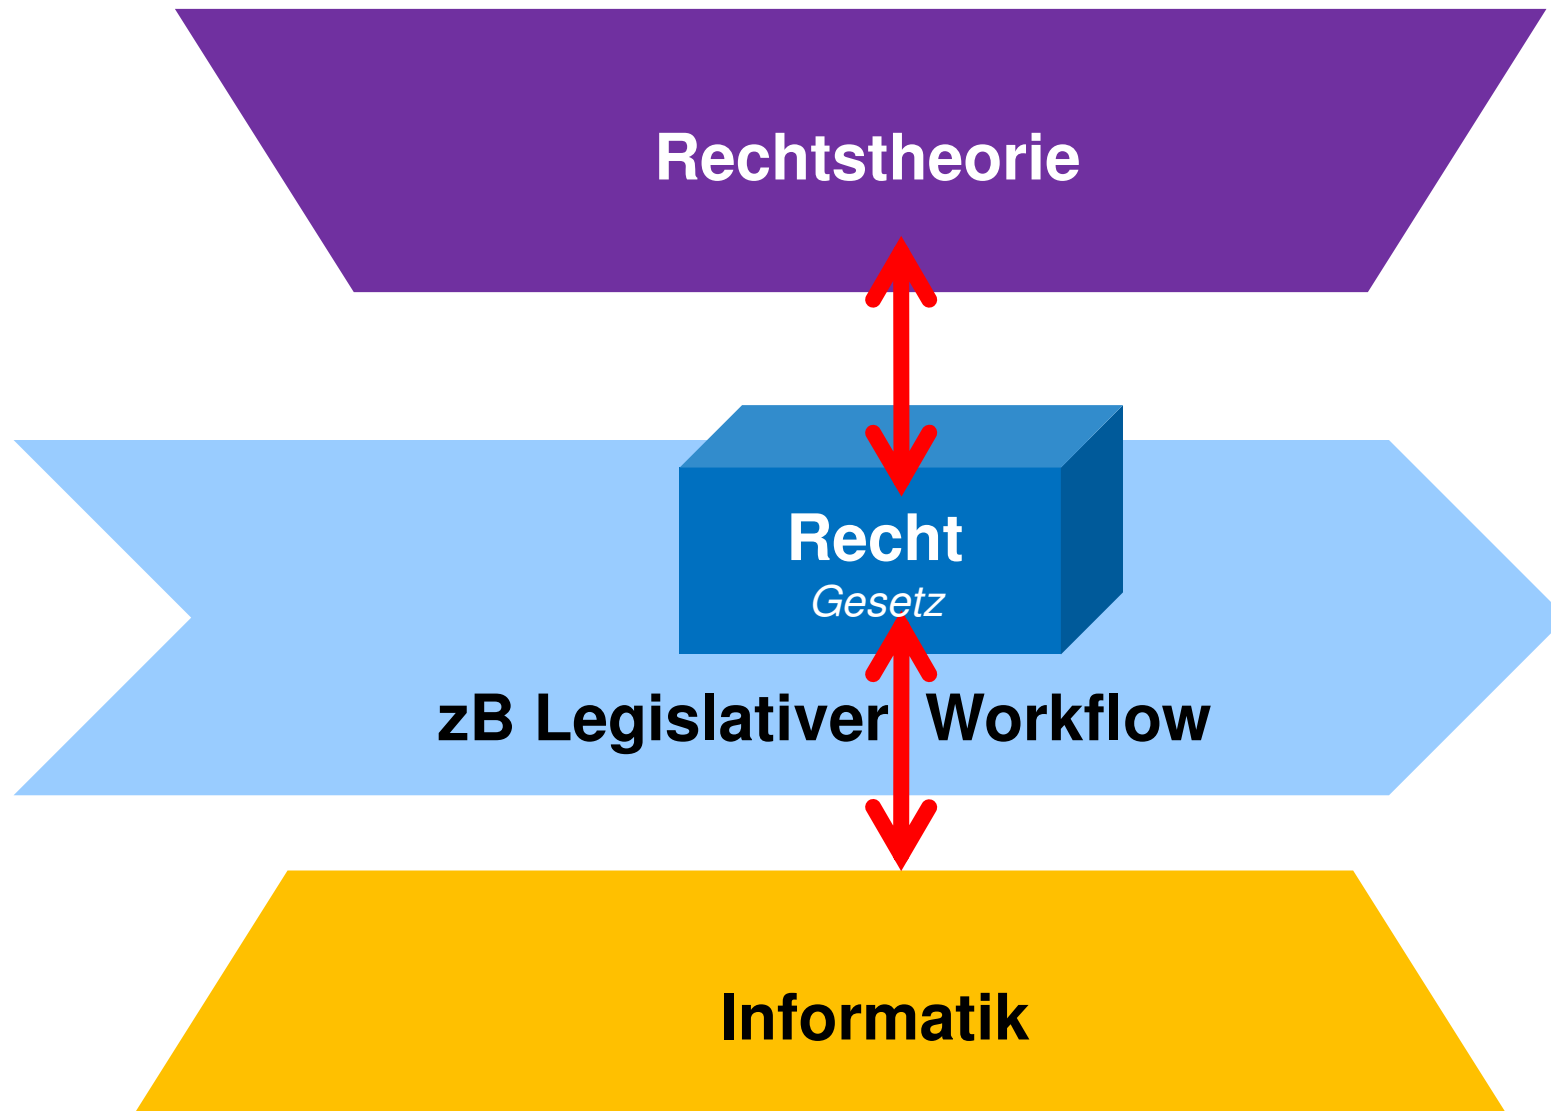 Rechtstheorie
Recht
Gesetz
zB Legislativer Workflow
Informatik